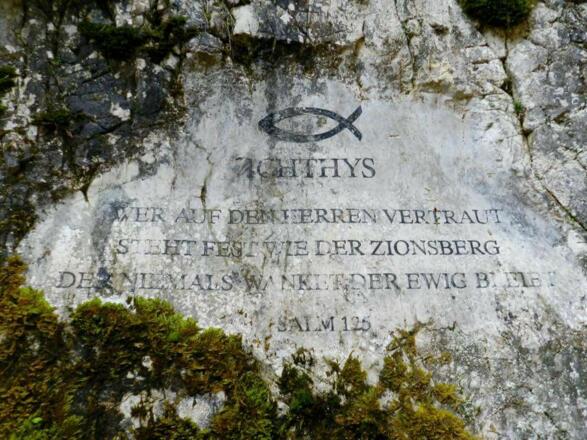 ICHTHYS
WER AUF DEN HERREN VERTRAUT
STEHT FEST WIE DER ZIONSBERG
DER NIEMALS WANKET DER EWIG BLEIBT
PSALM 125